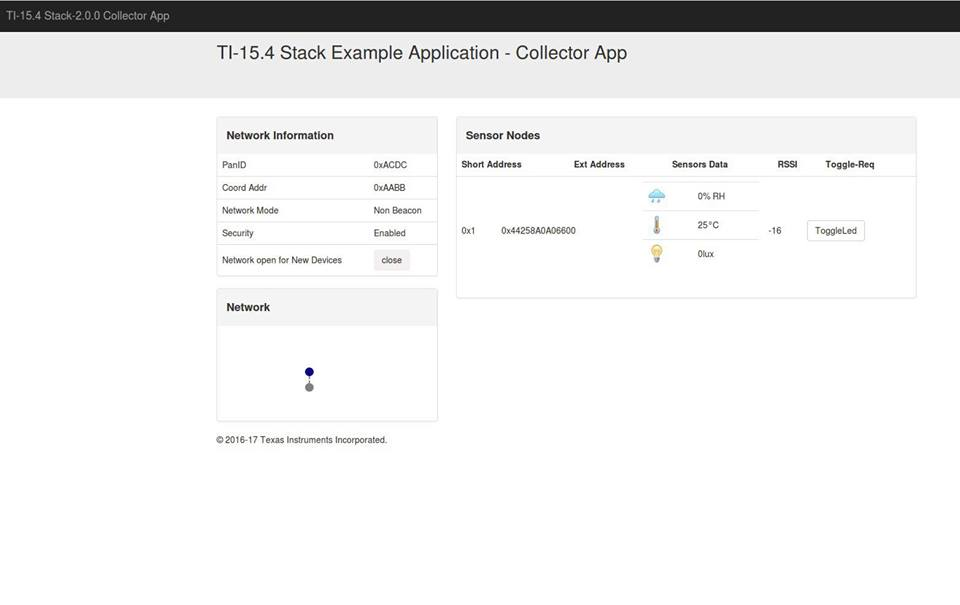 TI-15.4 Stack-2.0.0 Collector App
TI-15.4 Stack Example Application - Collector App
Network Information
PanID 0xACDC
Coord Addr 0xAABB
Network Mode Non Beacon
Security Enabled
Network open for New Devices close
Network
Sensor Nodes
Short Address Ext Address Sensors Data RSSI Toggle-Req
0% RH
0x1 0x44258A0A06600 25°C -16 ToggleLed
0lux
© 2016-17 Texas Instruments Incorporated.